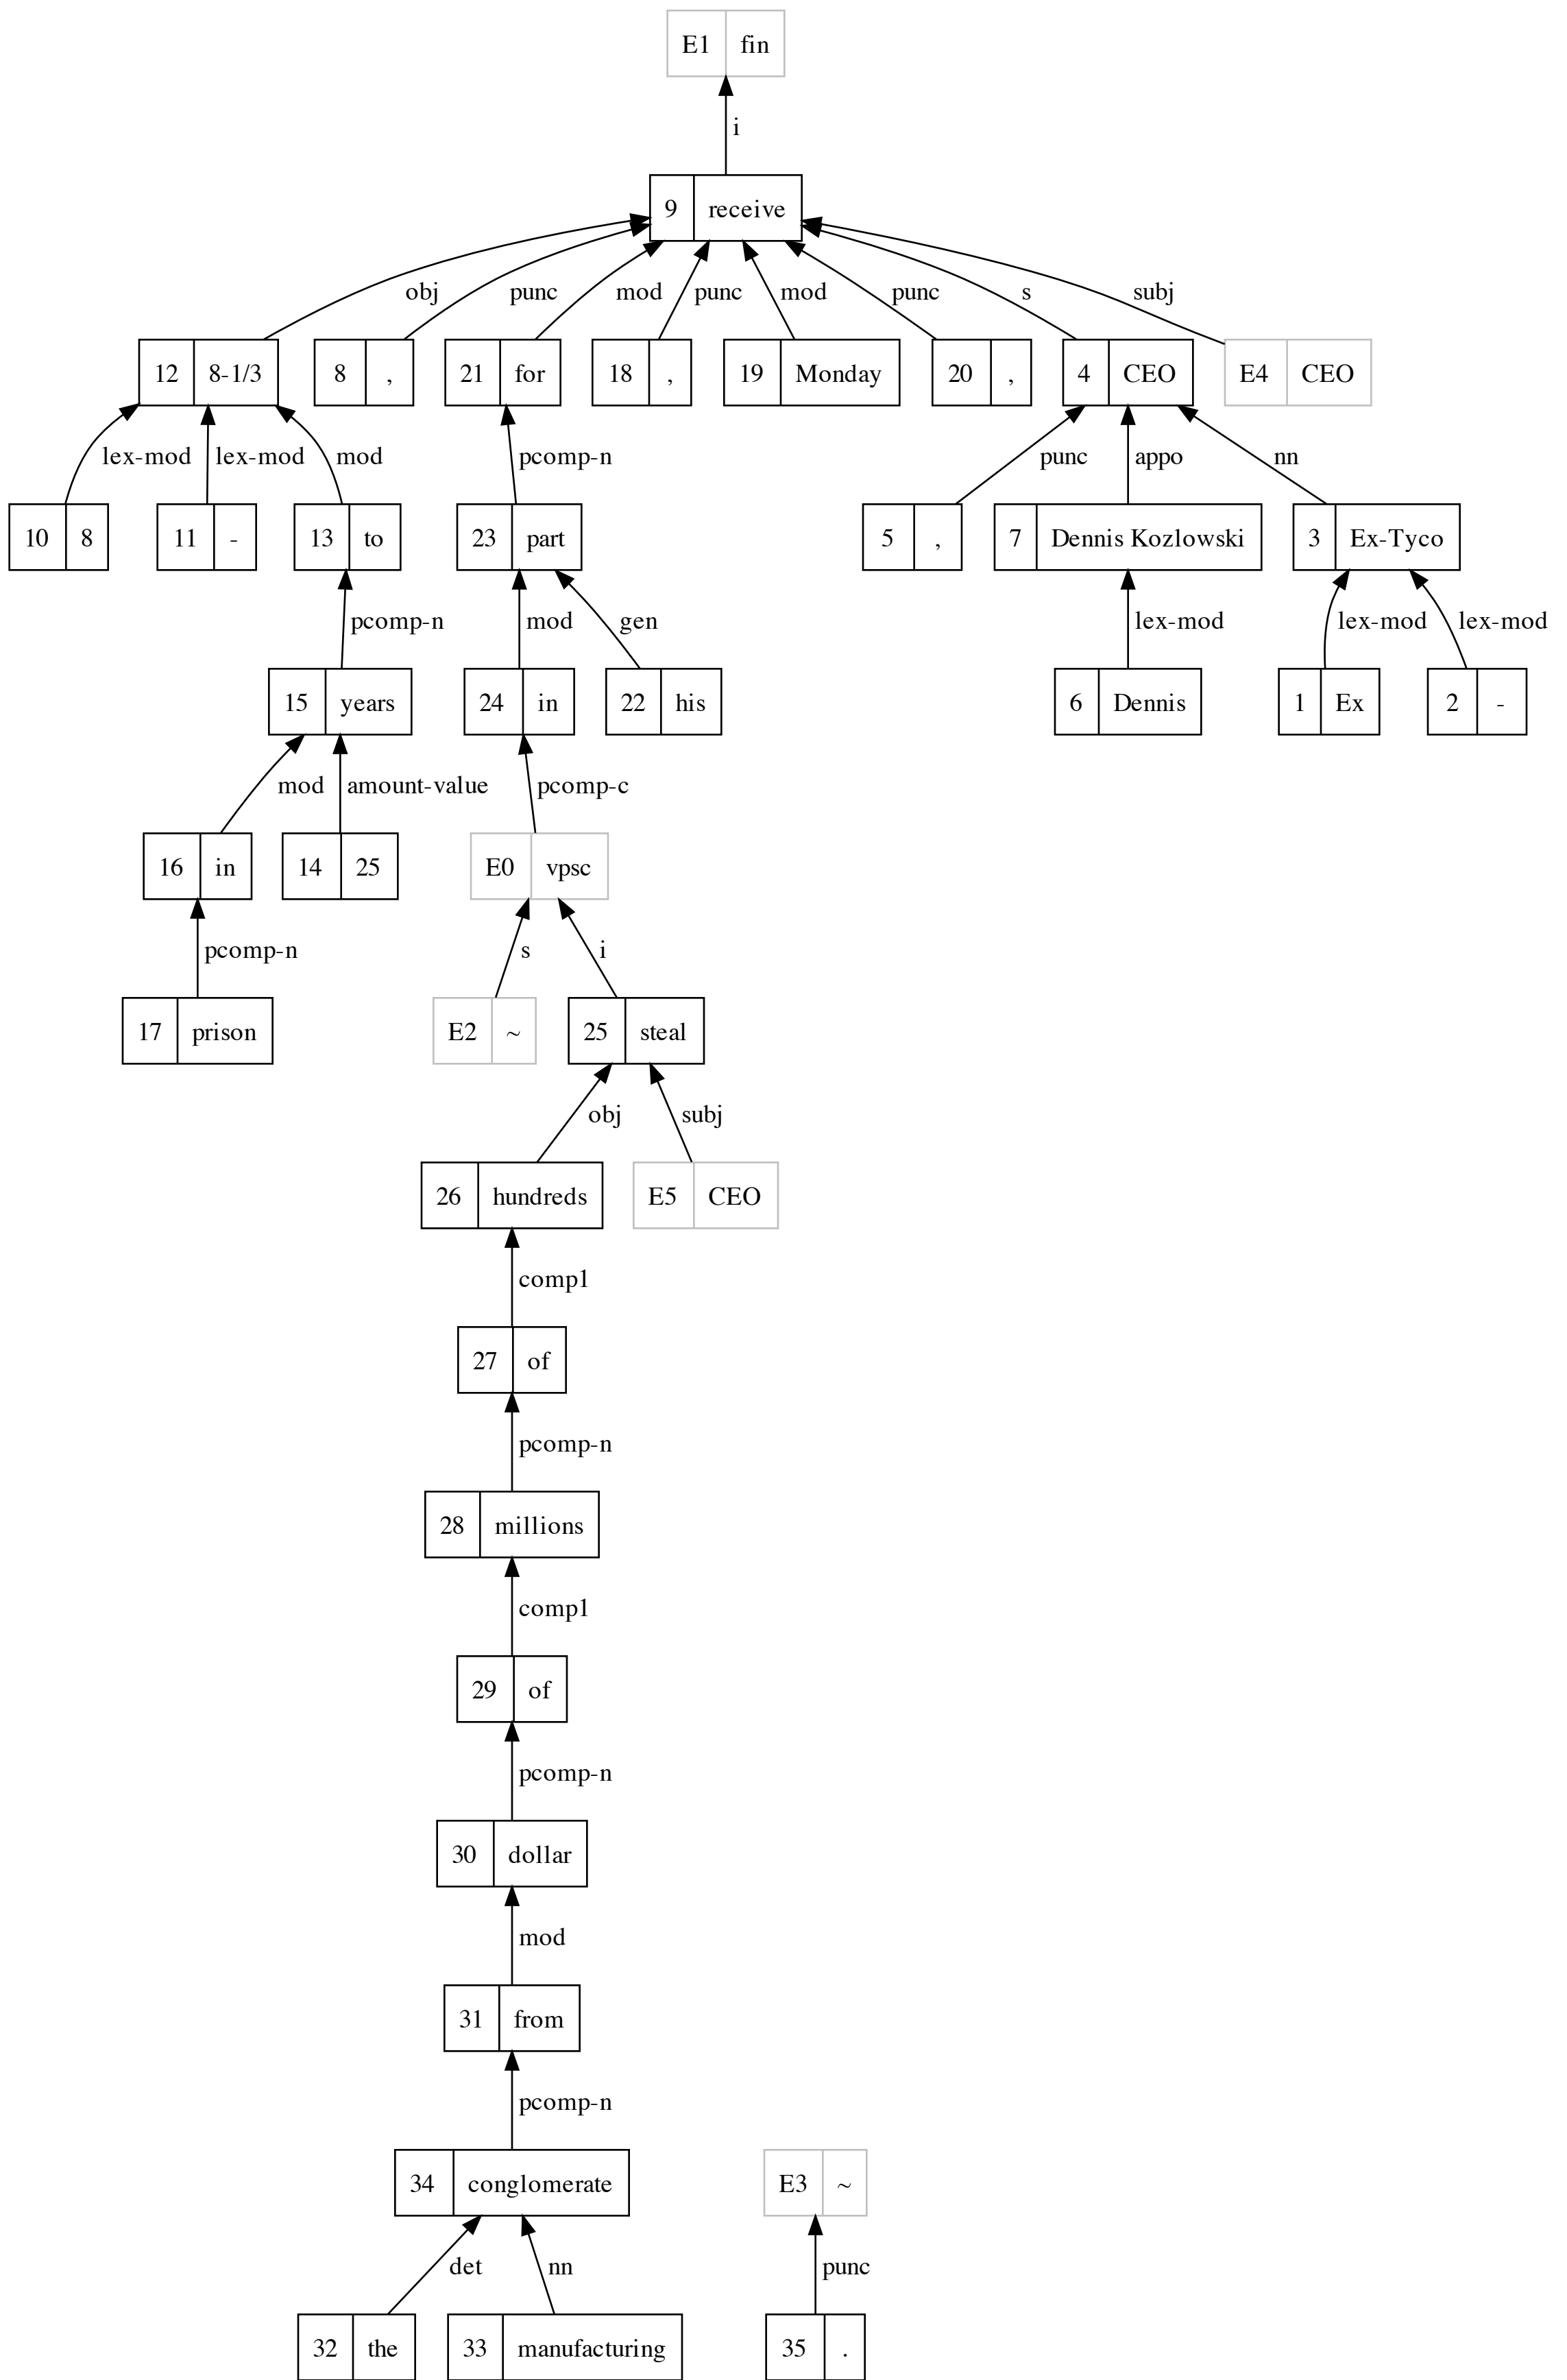 E1 fin
i
9 receive
obj punc mod punc mod punc s subj
12 8-1/3 8 , 21 for 18 , 19 Monday 20 , 4 CEO E4 CEO
lex-mod lex-mod mod pcomp-n punc appo nn
10 8 11 - 13 to 23 part 5 , 7 Dennis Kozlowski 3 Ex-Tyco
pcomp-n mod gen lex-mod lex-mod lex-mod
15 years 24 in 22 his 6 Dennis 1 Ex 2 -
mod amount-value pcomp-c
16 in 14 25 E0 vpsc
pcomp-n s i
17 prison E2 ~ 25 steal
obj subj
26 hundreds E5 CEO
comp1
27 of
pcomp-n
28 millions
comp1
29 of
pcomp-n
30 dollar
mod
31 from
pcomp-n
34 conglomerate E3 ~
det nn punc
32 the 33 manufacturing 35 .